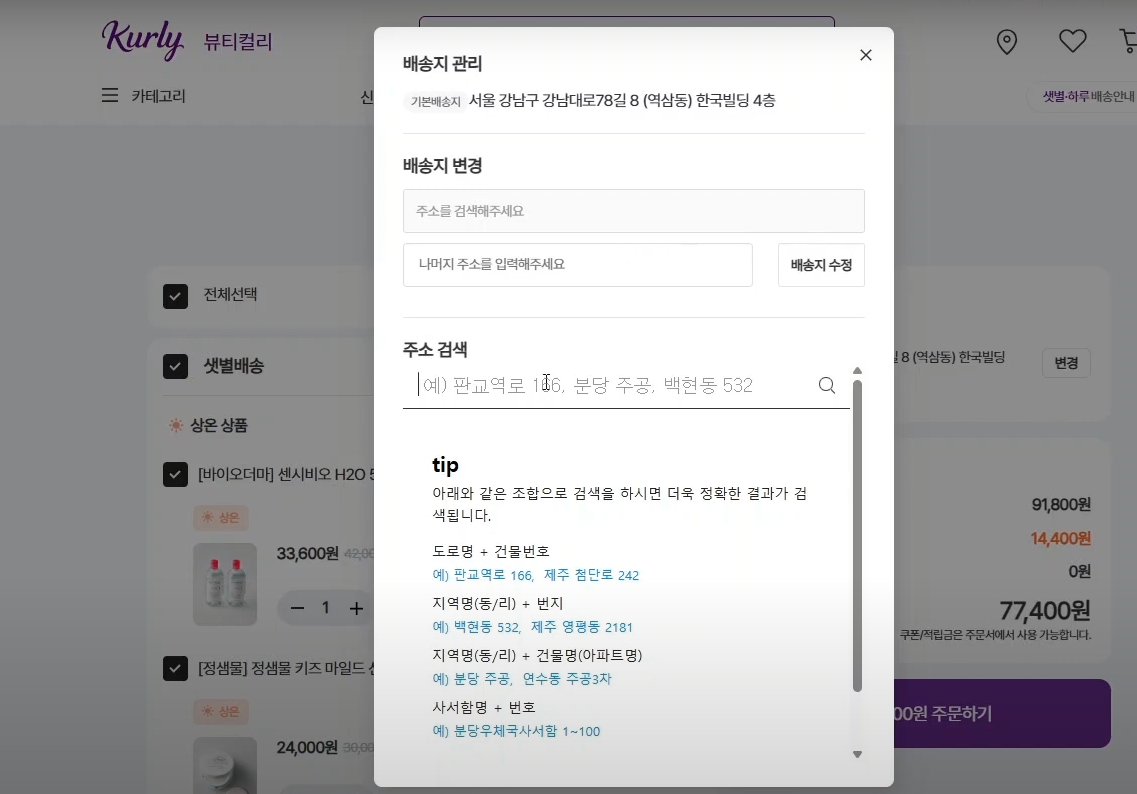 Kurly 뷰티컬리
카테고리
신
샛별·하루 배송안내
배송지 관리
기본배송지 서울 강남구 강남대로78길 8 (역삼동) 한국빌딩 4층
배송지 변경
주소를 검색해주세요
나머지 주소를 입력해주세요
배송지 수정
주소 검색
예) 판교역로 166, 분당 주공, 백현동 532
tip
아래와 같은 조합으로 검색을 하시면 더욱 정확한 결과가 검
색됩니다.
도로명 + 건물번호
예) 판교역로 166, 제주 첨단로 242
지역명(동/리) + 번지
예) 백현동 532, 제주 영평동 2181
지역명(동/리) + 건물명(아파트명)
예) 분당 주공, 연수동 주공3차
사서함명 + 번호
예) 분당우체국사서함 1~100
전체선택
샛별배송
상온 상품
[바이오더마] 센시비오 H2O
상온
33,600원
1
[정샘물] 정샘물 키즈 마일드
상온
24,000원
8 (역삼동) 한국빌딩
변경
91,800원
14,400원
0원
77,400원
쿠폰/적립금은 주문서에서 사용 가능합니다.
00원 주문하기